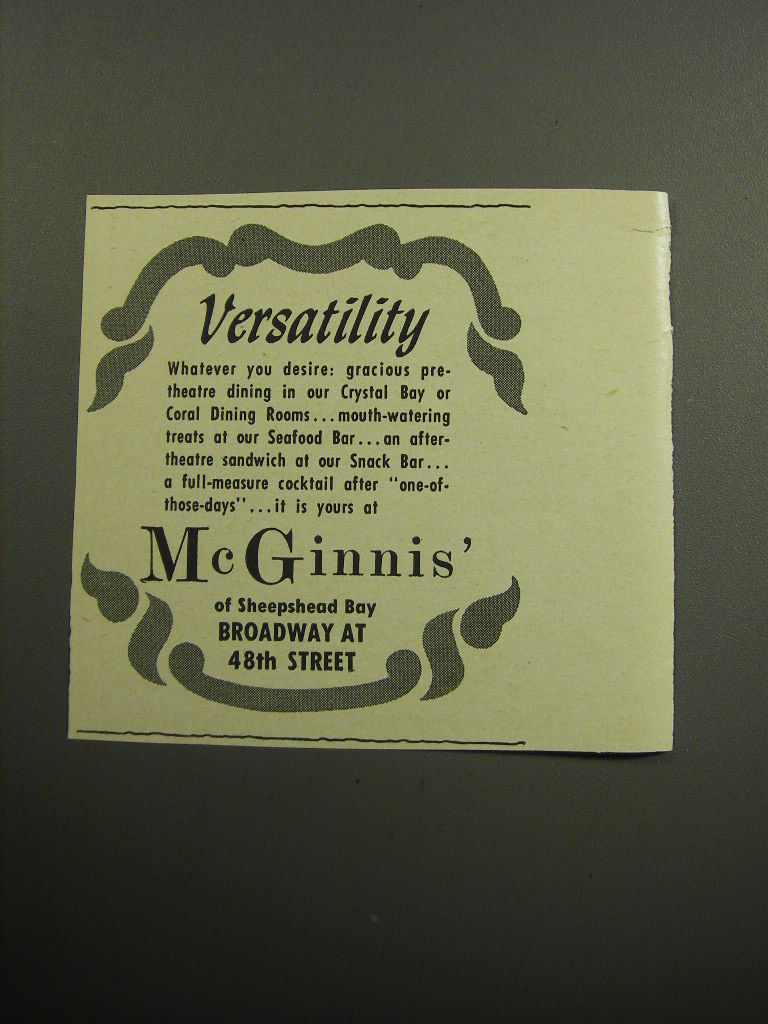 Versatility
Whatever you desire: gracious pre-
theatre dining in our Crystal Bay or
Coral Dining Rooms...mouth-watering
treats at our Seafood Bar...an after-
theatre sandwich at our Snack Bar...
a full-measure cocktail after "one-of-
those-days"...it is yours at
McGinnis'
of Sheepshead Bay
BROADWAY AT
48th STREET